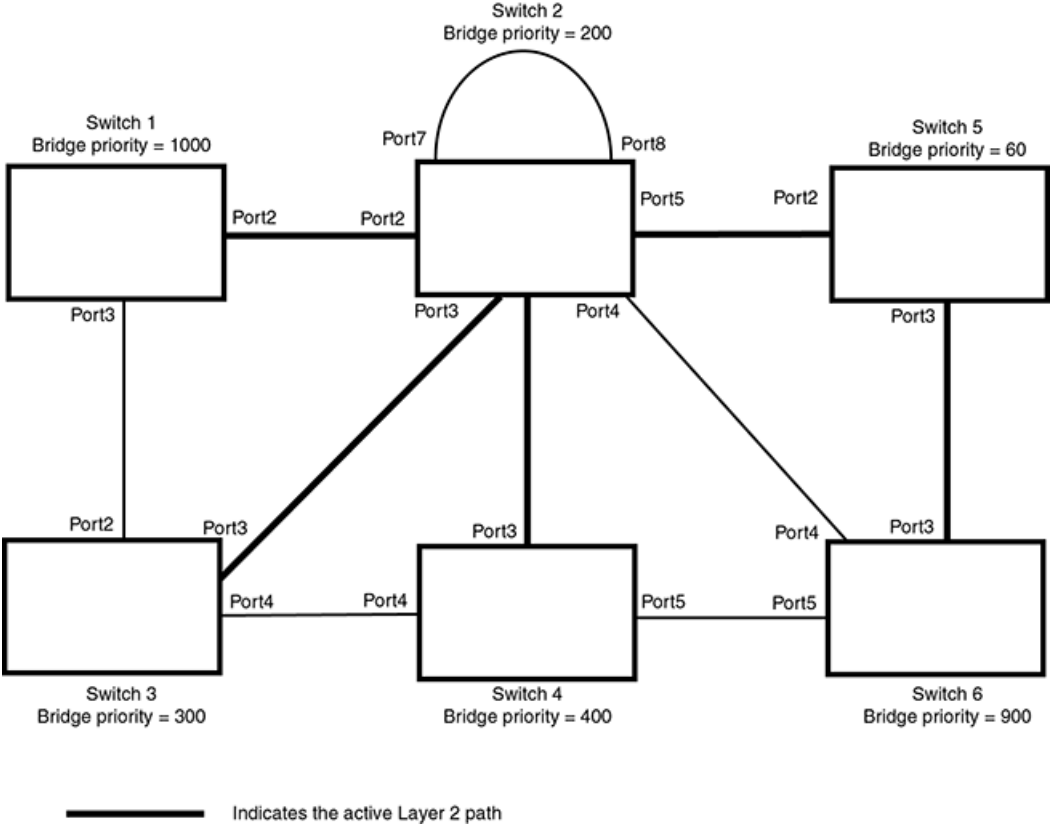 Switch 2
Bridge priority = 200
Switch 1
Bridge priority = 1000
Switch 5
Bridge priority = 60
Port7
Port8
Port2
Port2
Port5
Port2
Port3
Port3
Port4
Port3
Port2
Port3
Port3
Port4
Port3
Port4
Port4
Port5
Port5
Switch 3
Bridge priority = 300
Switch 4
Bridge priority = 400
Switch 6
Bridge priority = 900
Indicates the active Layer 2 path